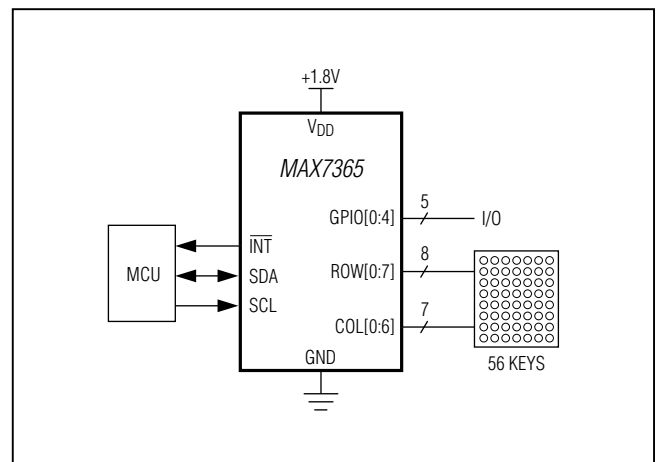 +1.8V
VDD
MAX7365
GPIO[0:4]
5
I/O
MCU
INT
SDA
SCL
ROW[0:7]
8
COL[0:6]
7
56 KEYS
GND